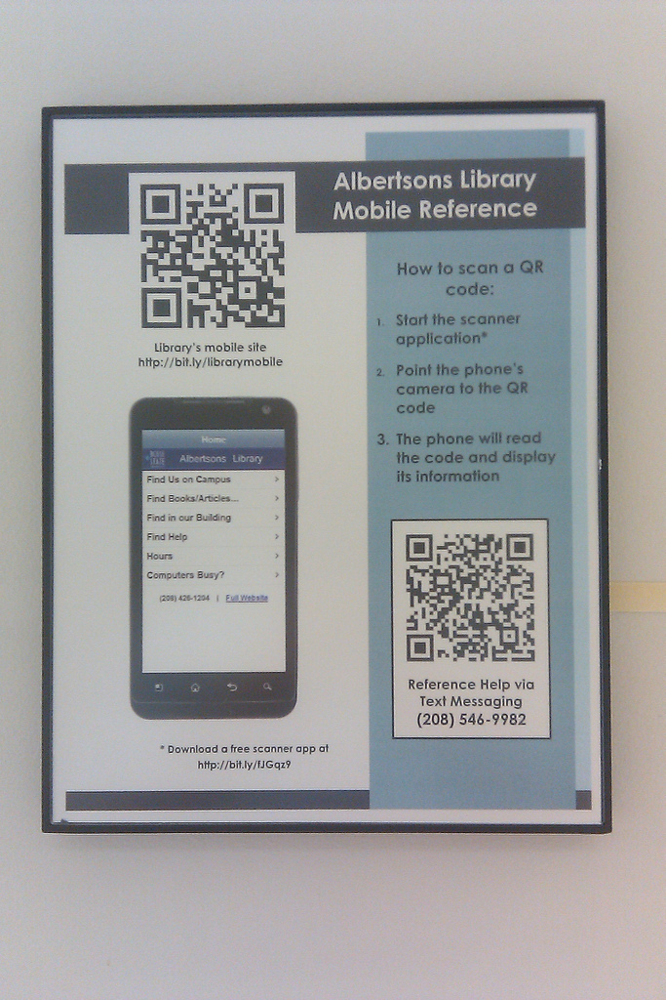 Albertsons Library
Mobile Reference
Library's mobile site
http://bit.ly/librarymobile
Home
Albertsons Library
Find Us on Campus
Find Books/Articles...
Find in our Building
Find Help
Hours
Computers Busy?
(208) 426-1204 | Full Website
* Download a free scanner app at
http://bit.ly/fJGqz9
How to scan a QR
code:
1. Start the scanner
application*
2. Point the phone's
camera to the QR
code
3. The phone will read
the code and display
its information
Reference Help via
Text Messaging
(208) 546-9982